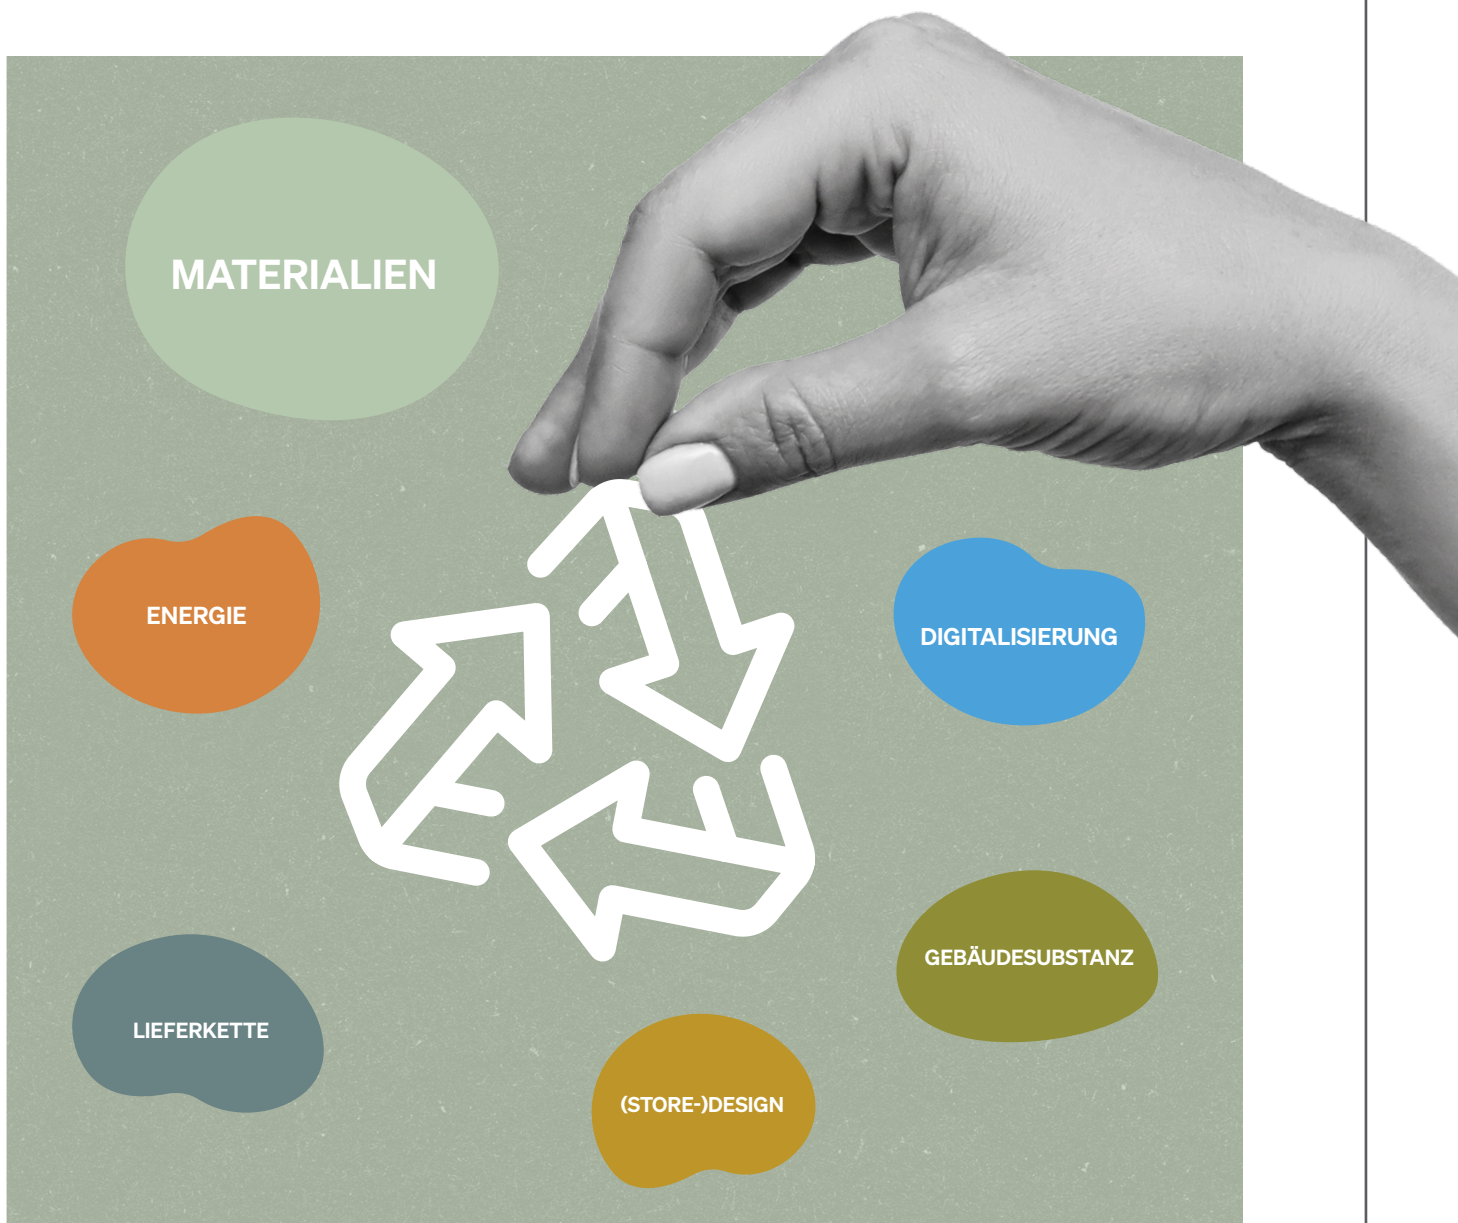 MATERIALIEN
ENERGIE
DIGITALISIERUNG
GEBÄUDESUBSTANZ
LIEFERKETTE
(STORE-)DESIGN